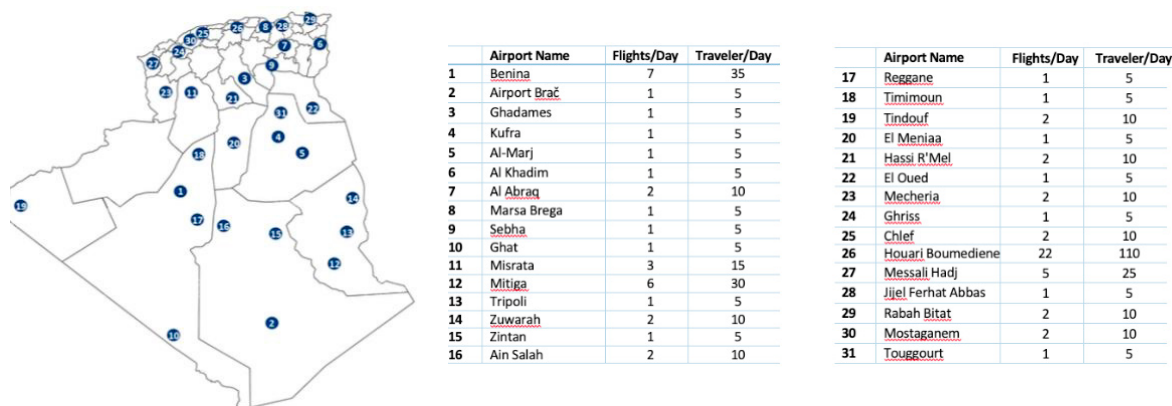 29
26
8
28
25
30
7
6
24
27
9
3
23
11
21
31
22
20
4
5
18
1
14
19
17
16
15
13
12
2
10
Airport Name Flights/Day Traveler/Day
1 Benina 7 35
2 Airport Brač 1 5
3 Ghadames 1 5
4 Kufra 1 5
5 Al-Marj 1 5
6 Al Khadim 1 5
7 Al Abraq 2 10
8 Marsa Brega 1 5
9 Sebha 1 5
10 Ghat 1 5
11 Misrata 3 15
12 Mitiga 6 30
13 Tripoli 1 5
14 Zuwarah 2 10
15 Zintan 1 5
16 Ain Salah 2 10
Airport Name Flights/Day Traveler/Day
17 Reggane 1 5
18 Timimoun 1 5
19 Tindouf 2 10
20 El Meniaa 1 5
21 Hassi R'Mel 2 10
22 El Oued 1 5
23 Mecheria 2 10
24 Ghriss 1 5
25 Chlef 2 10
26 Houari Boumediene 22 110
27 Messali Hadj 5 25
28 Jijel Ferhat Abbas 1 5
29 Rabah Bitat 2 10
30 Mostaganem 2 10
31 Touggourt 1 5